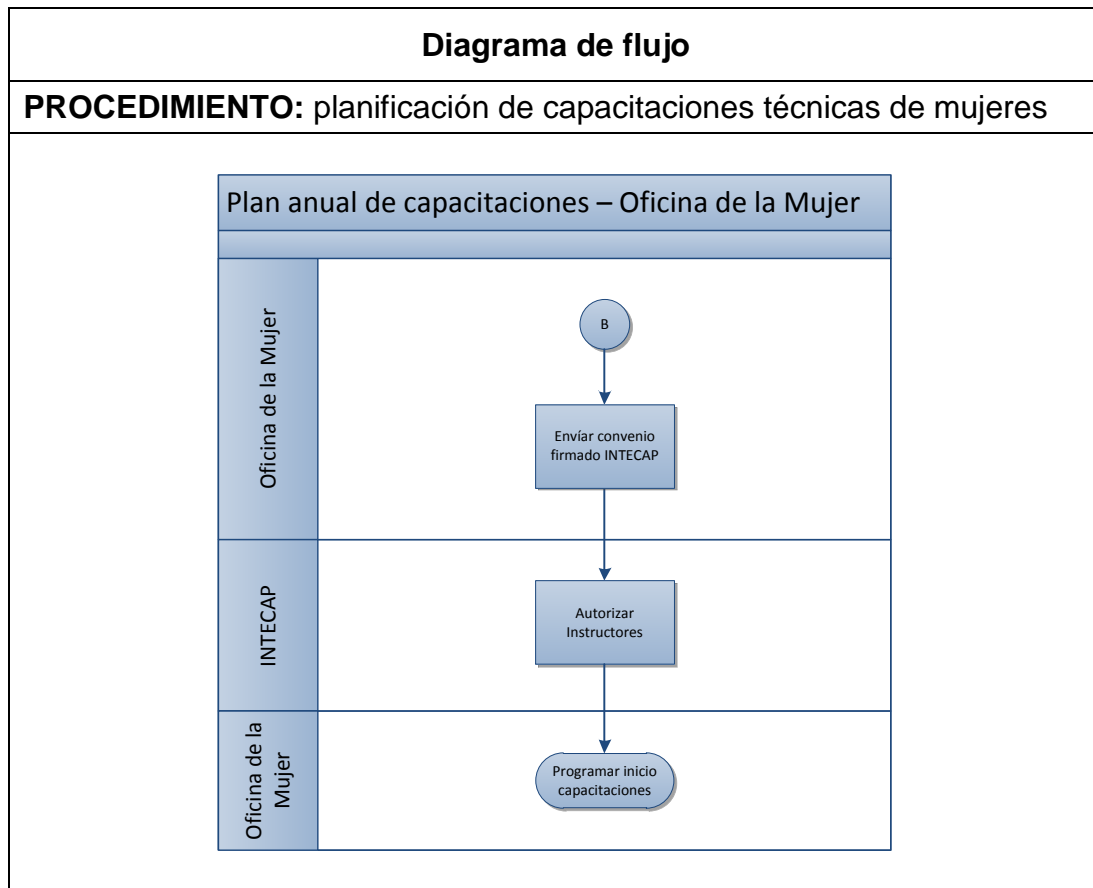 Diagrama de flujo
PROCEDIMIENTO: planificación de capacitaciones técnicas de mujeres
Plan anual de capacitaciones – Oficina de la Mujer
Oficina de la Mujer
B
Envíar convenio
firmado INTECAP
INTECAP
Autorizar
Instructores
Oficina de la
Mujer
Programar inicio
capacitaciones